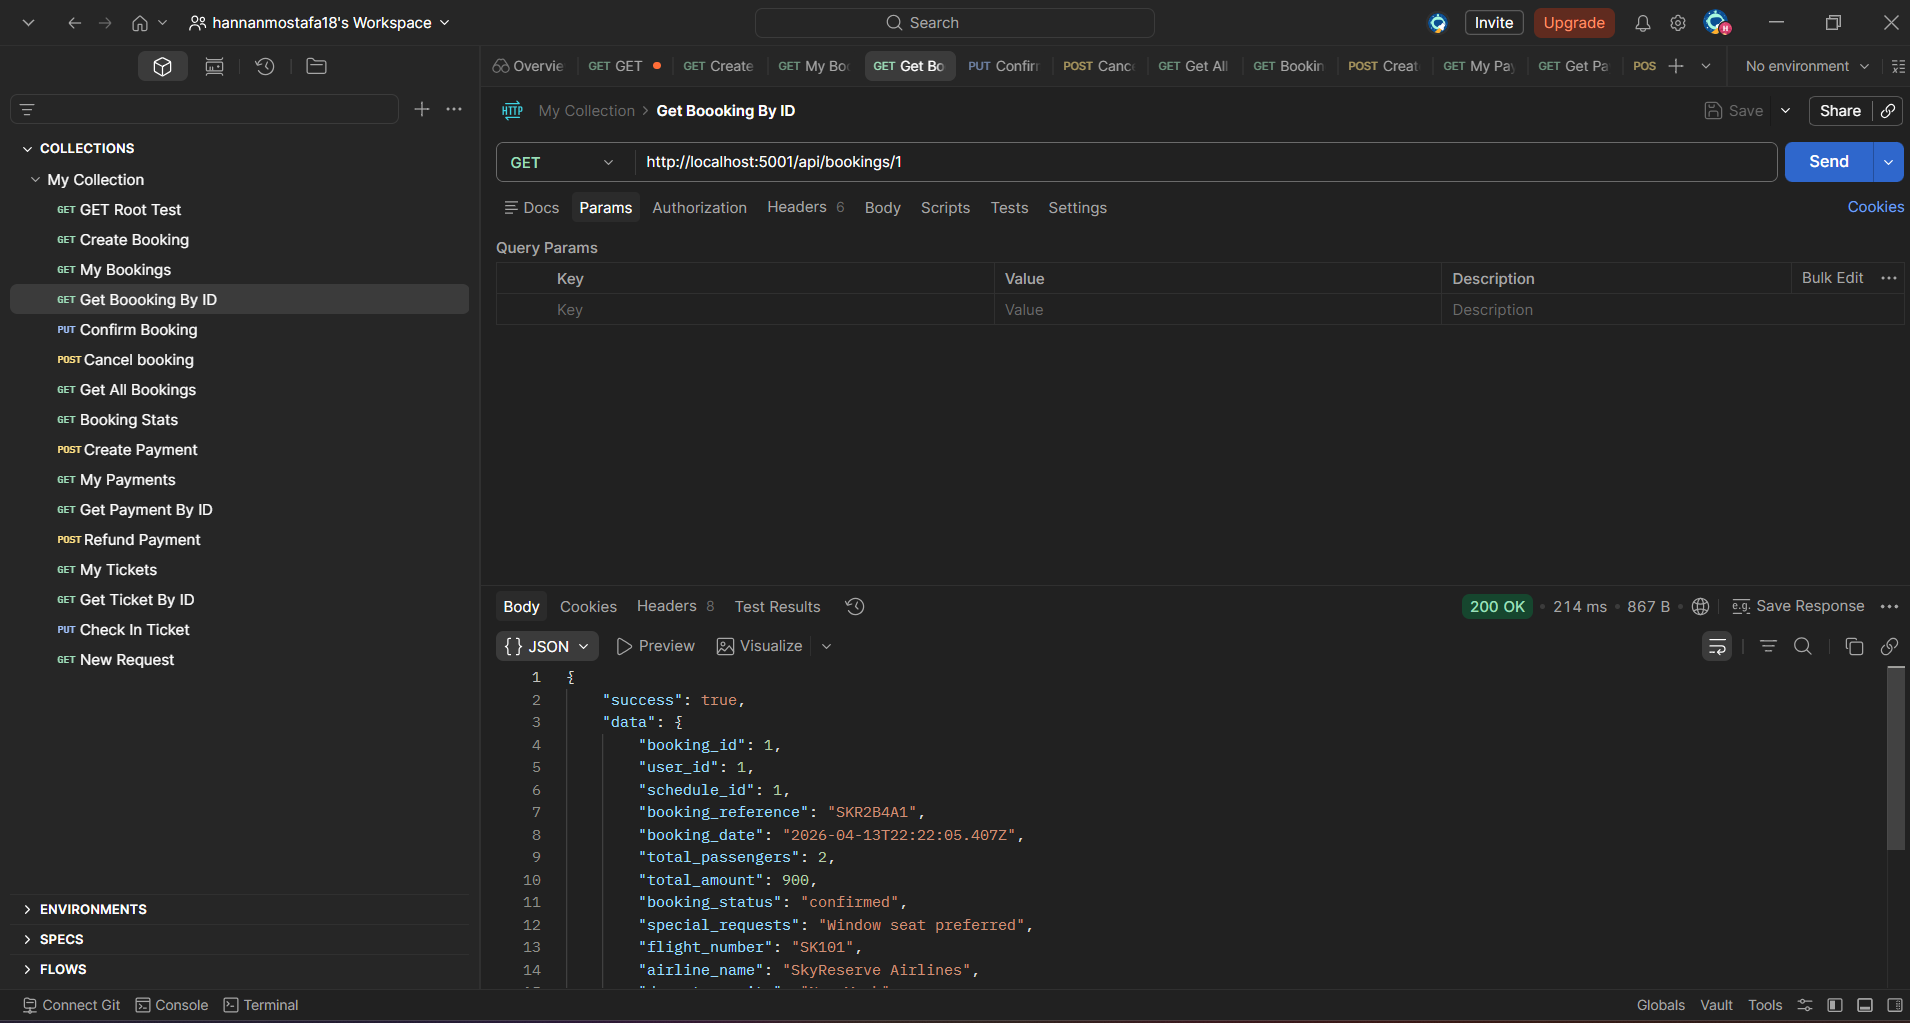 hannanmostafa18's Workspace
Search
Invite
Upgrade
H
Overvie
GET GET
GET Create
GET My Bo
GET Get Bo
PUT Confir
POST Canc
GET Get All
GET Bookin
POST Creat
GET My Pa
GET Get Pa
POS
No environment
HTTP My Collection > Get Boooking By ID
Save
Share
COLLECTIONS
My Collection
GET GET Root Test
GET Create Booking
GET My Bookings
GET Get Boooking By ID
PUT Confirm Booking
POST Cancel booking
GET Get All Bookings
GET Booking Stats
POST Create Payment
GET My Payments
GET Get Payment By ID
POST Refund Payment
GET My Tickets
GET Get Ticket By ID
PUT Check In Ticket
GET New Request
ENVIRONMENTS
SPECS
FLOWS
GET http://localhost:5001/api/bookings/1
Send
Docs Params Authorization Headers 6 Body Scripts Tests Settings
Cookies
Query Params
Key Value Description Bulk Edit
Key Value Description
Body Cookies Headers 8 Test Results
200 OK • 214 ms • 867 B
e.g. Save Response
{} JSON Preview Visualize
1 {
2 "success": true,
3 "data": {
4 "booking_id": 1,
5 "user_id": 1,
6 "schedule_id": 1,
7 "booking_reference": "SKR2B4A1",
8 "booking_date": "2026-04-13T22:22:05.407Z",
9 "total_passengers": 2,
10 "total_amount": 900,
11 "booking_status": "confirmed",
12 "special_requests": "Window seat preferred",
13 "flight_number": "SK101",
14 "airline_name": "SkyReserve Airlines",
Connect Git Console Terminal
Globals Vault Tools